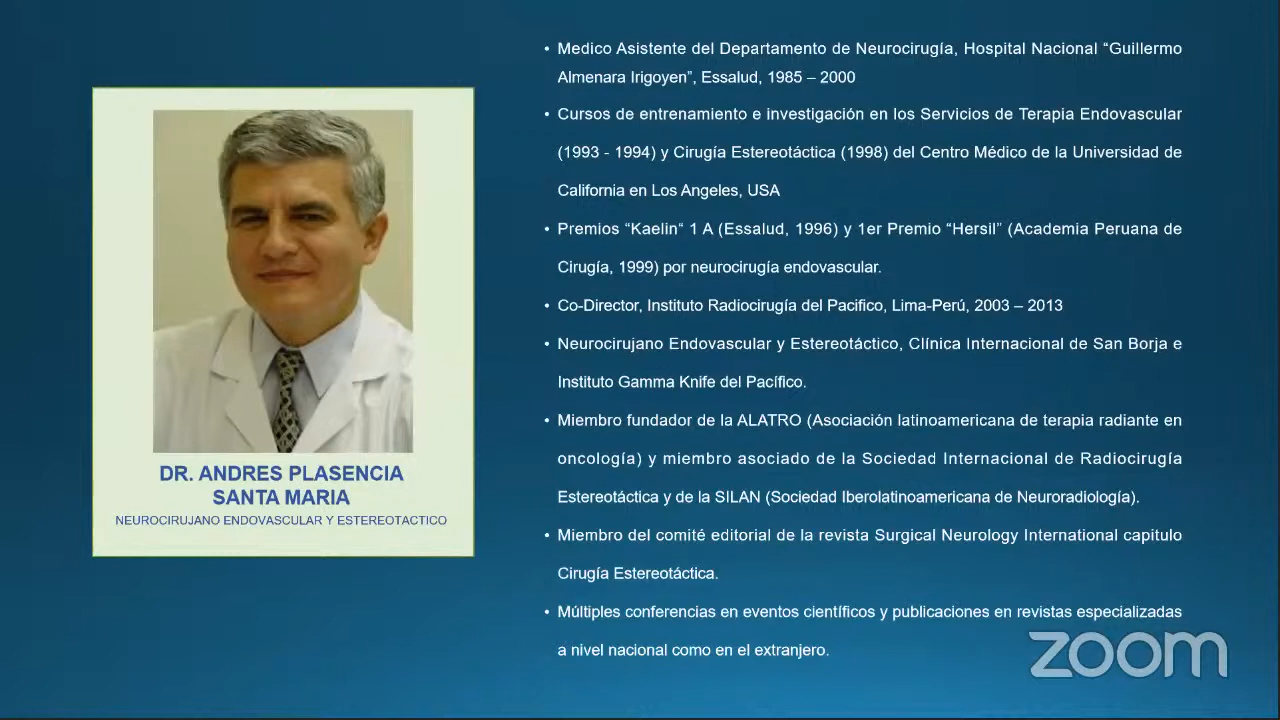 • Medico Asistente del Departamento de Neurocirugía, Hospital Nacional “Guillermo
Almenara Irigoyen”, Essalud, 1985 – 2000
• Cursos de entrenamiento e investigación en los Servicios de Terapia Endovascular
(1993 - 1994) y Cirugía Estereotáctica (1998) del Centro Médico de la Universidad de
California en Los Angeles, USA
• Premios “Kaelin“ 1 A (Essalud, 1996) y 1er Premio “Hersil” (Academia Peruana de
Cirugía, 1999) por neurocirugía endovascular.
• Co-Director, Instituto Radiocirugía del Pacifico, Lima-Perú, 2003 – 2013
• Neurocirujano Endovascular y Estereotáctico, Clínica Internacional de San Borja e
Instituto Gamma Knife del Pacífico.
• Miembro fundador de la ALATRO (Asociación latinoamericana de terapia radiante en
oncología) y miembro asociado de la Sociedad Internacional de Radiocirugía
Estereotáctica y de la SILAN (Sociedad Iberolatinoamericana de Neuroradiología).
• Miembro del comité editorial de la revista Surgical Neurology International capitulo
Cirugía Estereotáctica.
• Múltiples conferencias en eventos científicos y publicaciones en revistas especializadas
a nivel nacional como en el extranjero.
DR. ANDRES PLASENCIA
SANTA MARIA
NEUROCIRUJANO ENDOVASCULAR Y ESTEREOTACTICO
zoom